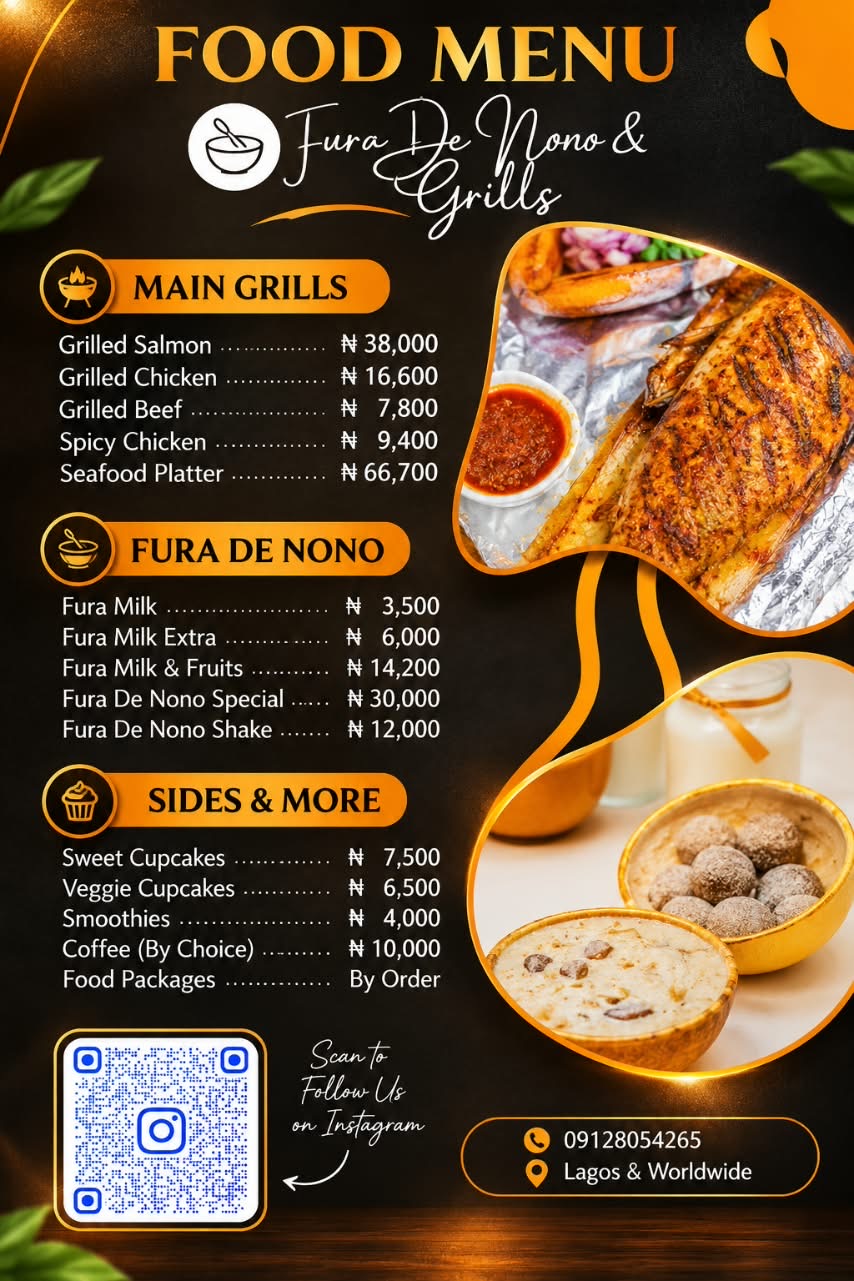 FOOD MENU
Fura De Nono &
Grills
MAIN GRILLS
Grilled Salmon .............. ₦ 38,000
Grilled Chicken ............. ₦ 16,600
Grilled Beef .................. ₦ 7,800
Spicy Chicken .............. ₦ 9,400
Seafood Platter ............ ₦ 66,700
FURA DE NONO
Fura Milk ...................... ₦ 3,500
Fura Milk Extra ............. ₦ 6,000
Fura Milk & Fruits .......... ₦ 14,200
Fura De Nono Special ..... ₦ 30,000
Fura De Nono Shake ....... ₦ 12,000
SIDES & MORE
Sweet Cupcakes ............. ₦ 7,500
Veggie Cupcakes ............ ₦ 6,500
Smoothies ..................... ₦ 4,000
Coffee (By Choice) ......... ₦ 10,000
Food Packages .............. By Order
Scan to
Follow Us
on Instagram
09128054265
Lagos & Worldwide